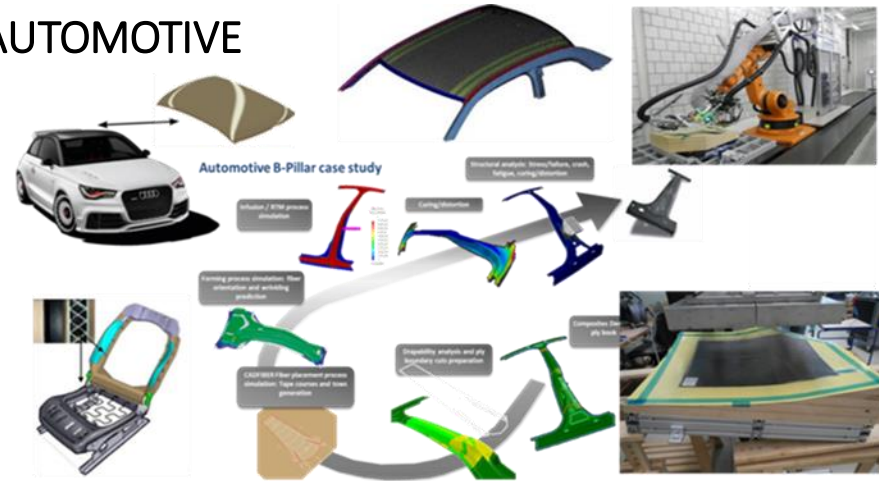 AUTOMOTIVE
Automotive B-Pillar case study
Structural analysis: Stress/failure, crash,
fatigue, curing/distortion
Infusion / RTM process
simulation
Curing/distortion
Forming process simulation: fiber
orientation and wrinkling
prediction
Composites
ply book
Drapability analysis and ply
boundary cuts preparation
CADFIBER Fiber placement process
simulation: Tape courses and tows
generation